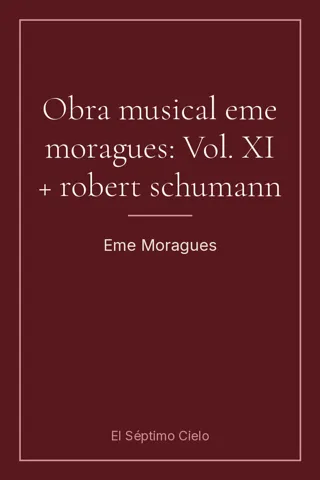 Obra musical eme
moragues: Vol. XI
+ robert schumann
Eme Moragues
El Séptimo Cielo